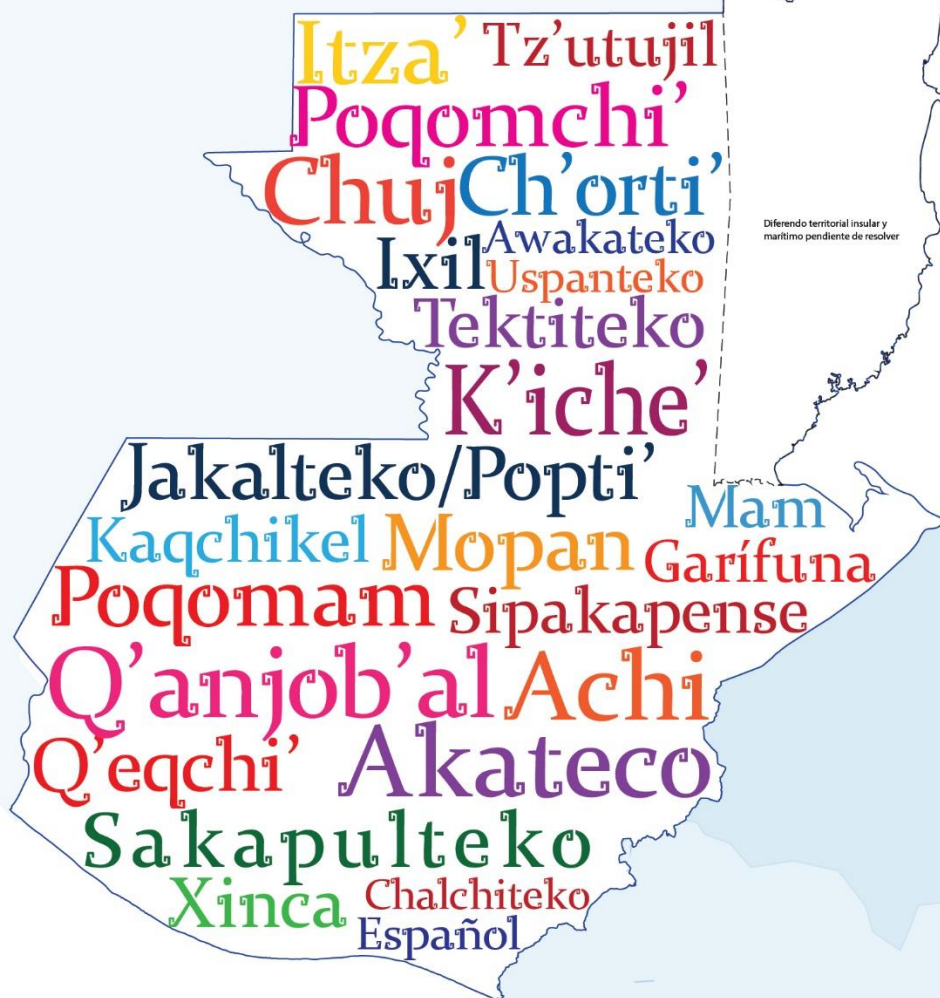 Itza’ Tz’utujil
Poqomchi’
Chuj Ch’orti’
Awakateko
Ixil Uspanteko
Tektiteko
K’iche’
Jakalteko/Popti’
Mam
Kaqchikel Mopan Garífuna
Poqomam Sipakapense
Q’anjob’al Achi
Q’eqchi’ Akateco
Sakapulteko
Xinca Chalchiteko
Español
Diferendo territorial insular y
marítimo pendiente de resolver